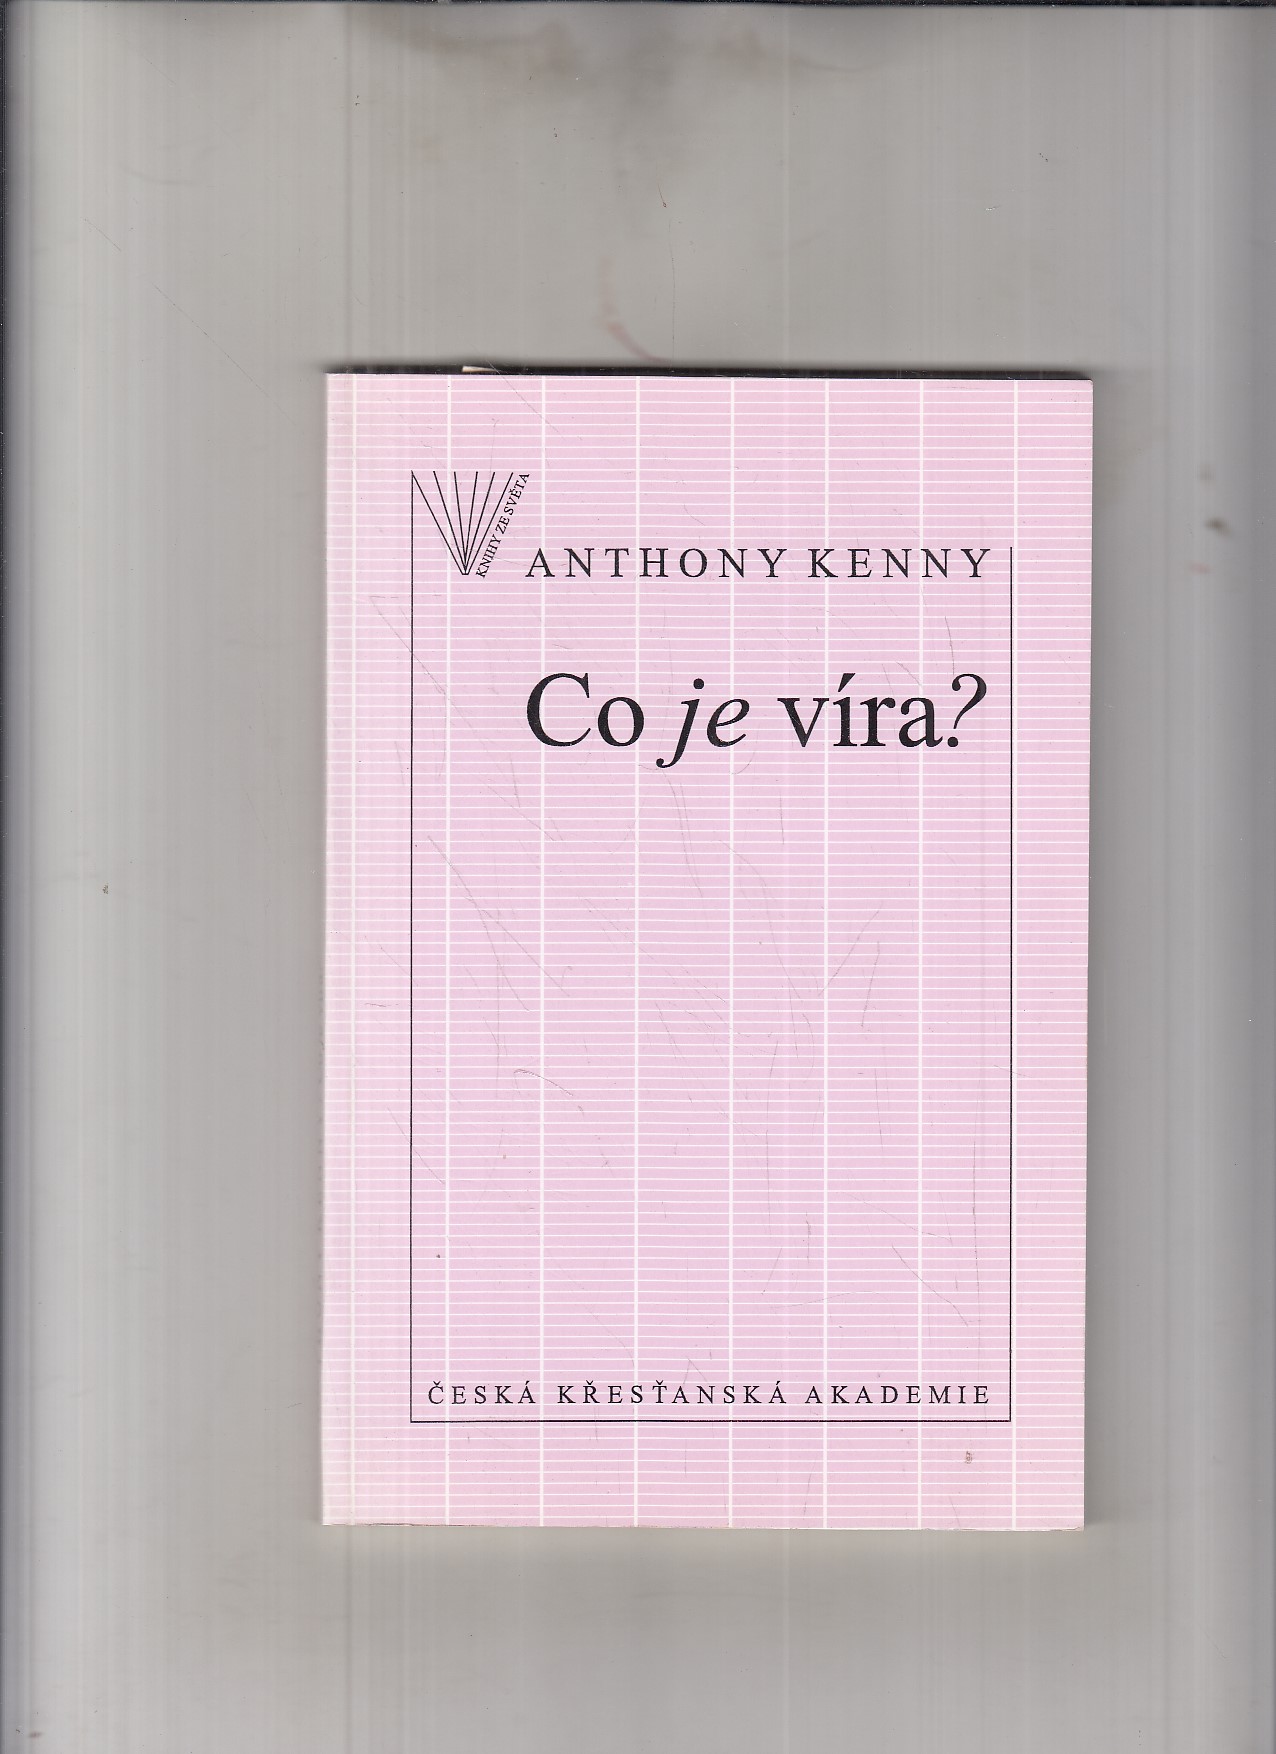 KNIHY ZE SVĚTA
ANTHONY KENNY
Co je víra?
ČESKÁ KŘESŤANSKÁ AKADEMIE